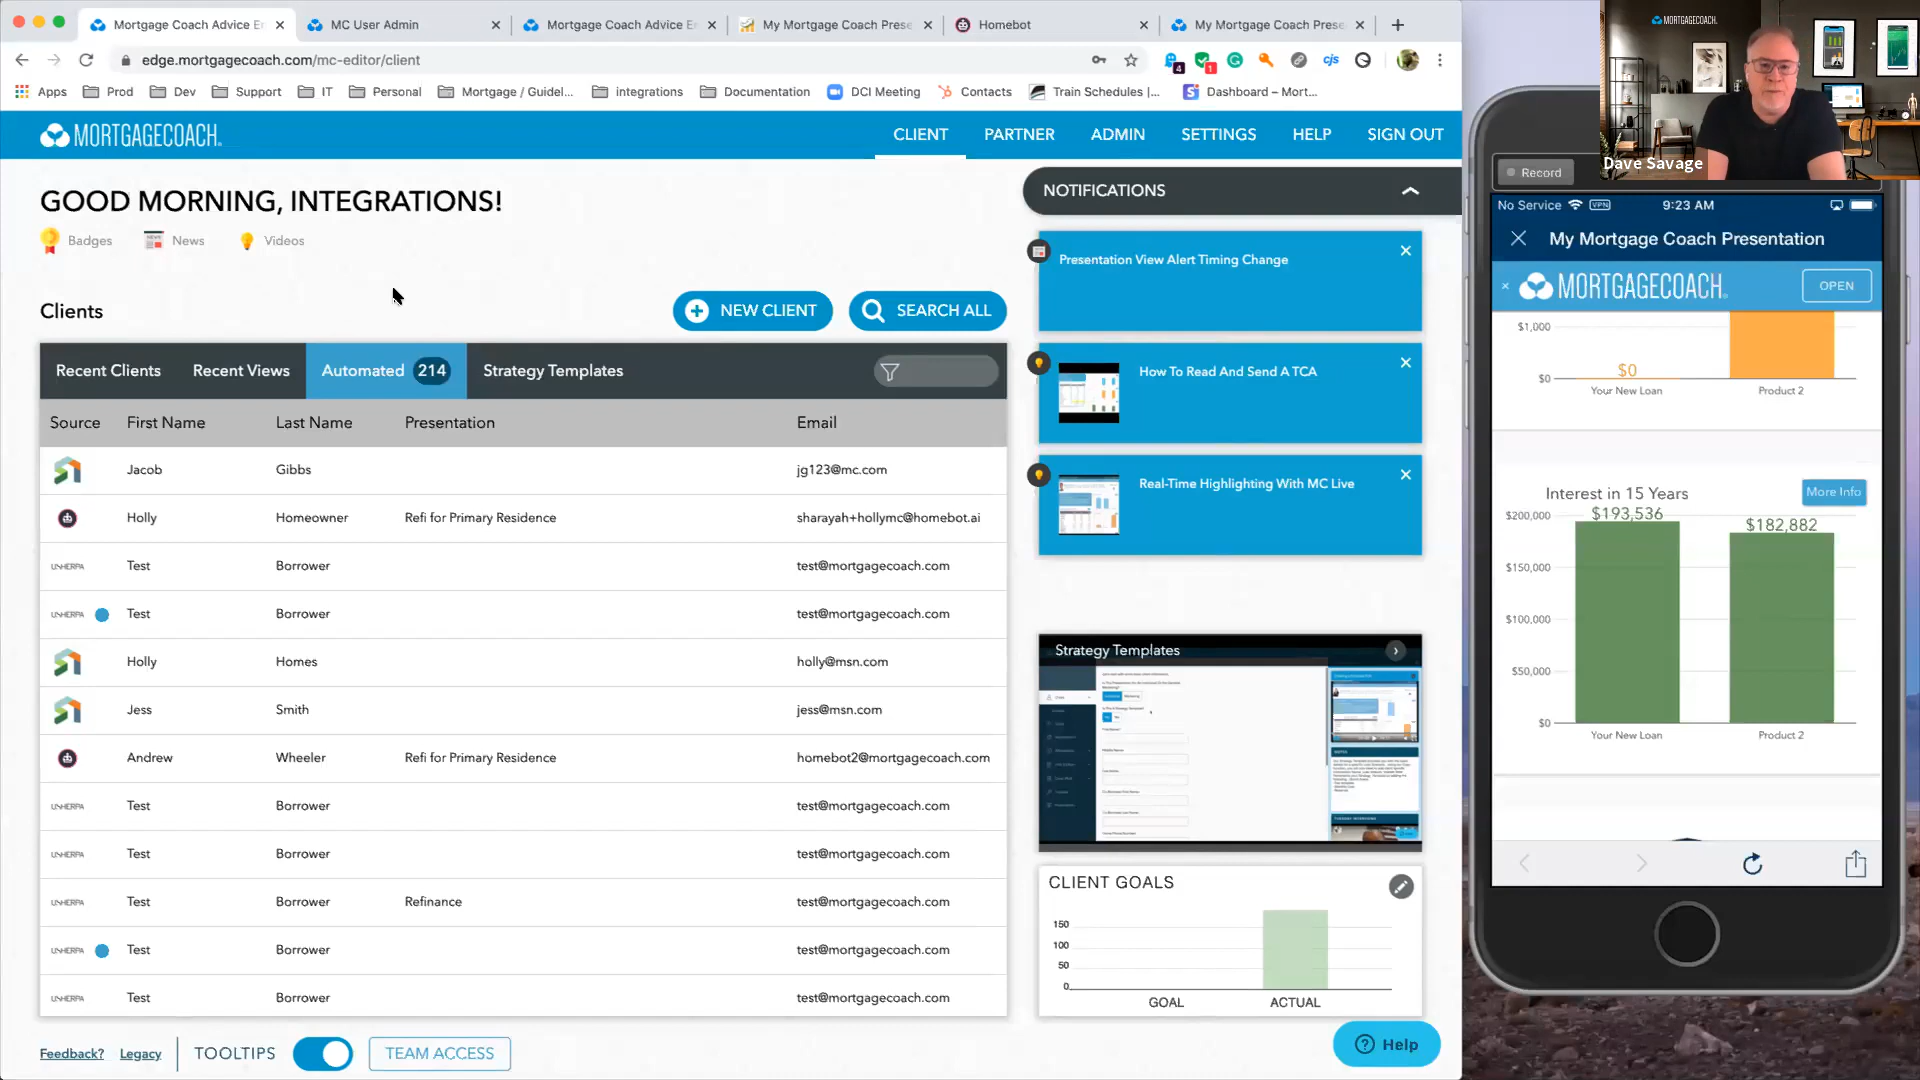 Mortgage Coach Advice E
MC User Admin
Mortgage Coach Advice E
My Mortgage Coach Prese
Homebot
My Mortgage Coach Prese
edge.mortgagecoach.com/mc-editor/client
4
1
cjs
Apps
Prod
Dev
Support
IT
Personal
Mortgage / Guidel...
integrations
Documentation
DCI Meeting
Contacts
Train Schedules |...
Dashboard – Mort...
MORTGAGECOACH
CLIENT
PARTNER
ADMIN
SETTINGS
HELP
SIGN OUT
GOOD MORNING, INTEGRATIONS!
Badges
News
Videos
Clients
NEW CLIENT
SEARCH ALL
Recent Clients
Recent Views
Automated 214
Strategy Templates
Source First Name Last Name Presentation Email
Jacob Gibbs jg123@mc.com
Holly Homeowner Refi for Primary Residence sharayah+hollymc@homebot.ai
Test Borrower test@mortgagecoach.com
Test Borrower test@mortgagecoach.com
Holly Homes holly@msn.com
Jess Smith jess@msn.com
Andrew Wheeler Refi for Primary Residence homebot2@mortgagecoach.com
Test Borrower test@mortgagecoach.com
Test Borrower test@mortgagecoach.com
Test Borrower Refinance test@mortgagecoach.com
Test Borrower test@mortgagecoach.com
Test Borrower test@mortgagecoach.com
Feedback?
Legacy
TOOLTIPS
TEAM ACCESS
NOTIFICATIONS
Presentation View Alert Timing Change
How To Read And Send A TCA
Real-Time Highlighting With MC Live
Strategy Templates
CLIENT GOALS
150
100
50
0
GOAL
ACTUAL
Help
MORTGAGECOACH
Dave Savage
Record
No Service
VPN
9:23 AM
My Mortgage Coach Presentation
MORTGAGECOACH
OPEN
$1,000
$0
$0
Your New Loan
Product 2
Interest in 15 Years
More Info
$193,536
$182,882
$200,000
$150,000
$100,000
$50,000
$0
Your New Loan
Product 2